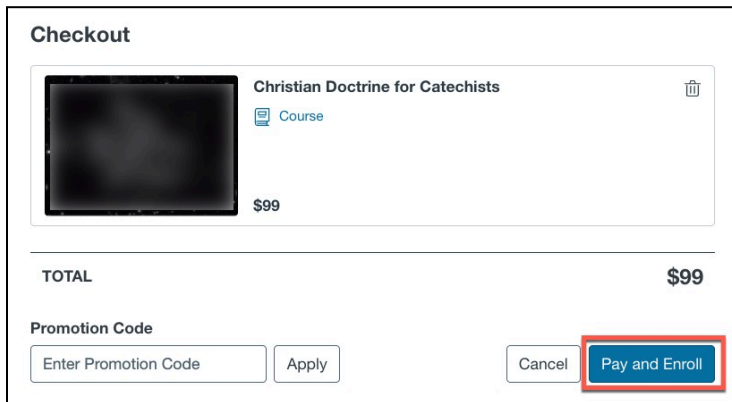 Checkout
Christian Doctrine for Catechists
Course
$99
TOTAL $99
Promotion Code
Enter Promotion Code Apply Cancel Pay and Enroll